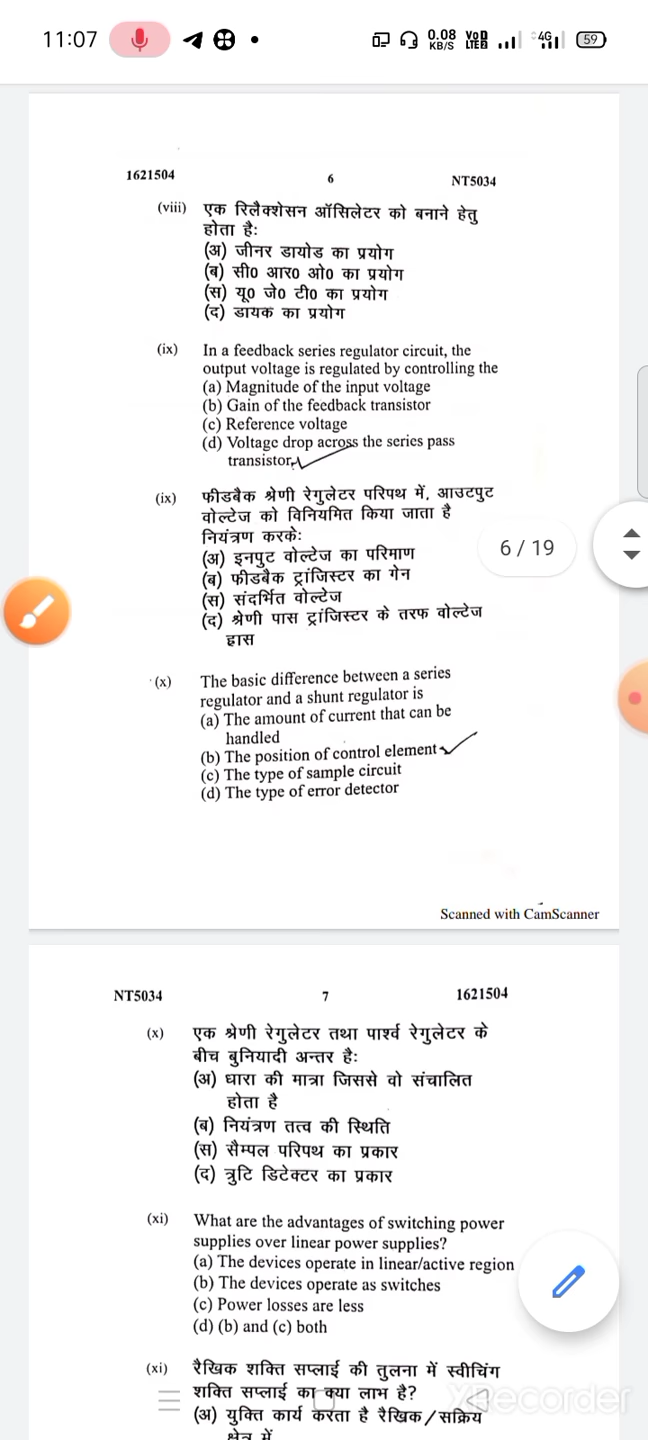 11:07
0.08 KB/S
4G
59
1621504 6 NT5034
(viii) एक रिलैक्शेसन ऑसिलेटर को बनाने हेतु
होता है:
(अ) जीनर डायोड का प्रयोग
(ब) सी0 आर0 ओ0 का प्रयोग
(स) यू0 जे0 टी0 का प्रयोग
(द) डायक का प्रयोग
(ix) In a feedback series regulator circuit, the
output voltage is regulated by controlling the
(a) Magnitude of the input voltage
(b) Gain of the feedback transistor
(c) Reference voltage
(d) Voltage drop across the series pass
transistor
(ix) फीडबैक श्रेणी रेगुलेटर परिपथ में, आउटपुट
वोल्टेज को विनियमित किया जाता है
नियंत्रण करके:
(अ) इनपुट वोल्टेज का परिमाण
(ब) फीडबैक ट्रांजिस्टर का गेन
(स) संदर्भित वोल्टेज
(द) श्रेणी पास ट्रांजिस्टर के तरफ वोल्टेज
ह्रास
6 / 19
(x) The basic difference between a series
regulator and a shunt regulator is
(a) The amount of current that can be
handled
(b) The position of control element
(c) The type of sample circuit
(d) The type of error detector
Scanned with CamScanner
NT5034 7 1621504
(x) एक श्रेणी रेगुलेटर तथा पार्श्व रेगुलेटर के
बीच बुनियादी अन्तर है:
(अ) धारा की मात्रा जिससे वो संचालित
होता है
(ब) नियंत्रण तत्व की स्थिति
(स) सैम्पल परिपथ का प्रकार
(द) त्रुटि डिटेक्टर का प्रकार
(xi) What are the advantages of switching power
supplies over linear power supplies?
(a) The devices operate in linear/active region
(b) The devices operate as switches
(c) Power losses are less
(d) (b) and (c) both
(xi) रैखिक शक्ति सप्लाई की तुलना में स्वीचिंग
शक्ति सप्लाई का क्या लाभ है?
(अ) युक्ति कार्य करता है रैखिक/सक्रिय
क्षेत्र में
XRecorder